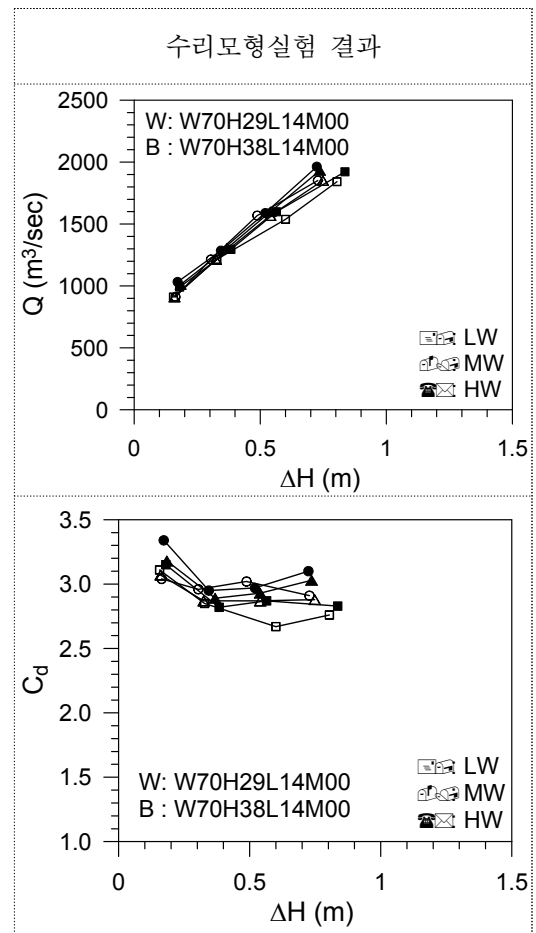 수리모형실험 결과
2500
2000
1500
1000
500
0
Q (m³/sec)
W: W70H29L14M00
B : W70H38L14M00
LW
MW
HW
0 0.5 1 1.5
ΔH (m)
3.5
3.0
2.5
2.0
1.5
1.0
C_d
W: W70H29L14M00
B : W70H38L14M00
LW
MW
HW
0 0.5 1 1.5
ΔH (m)